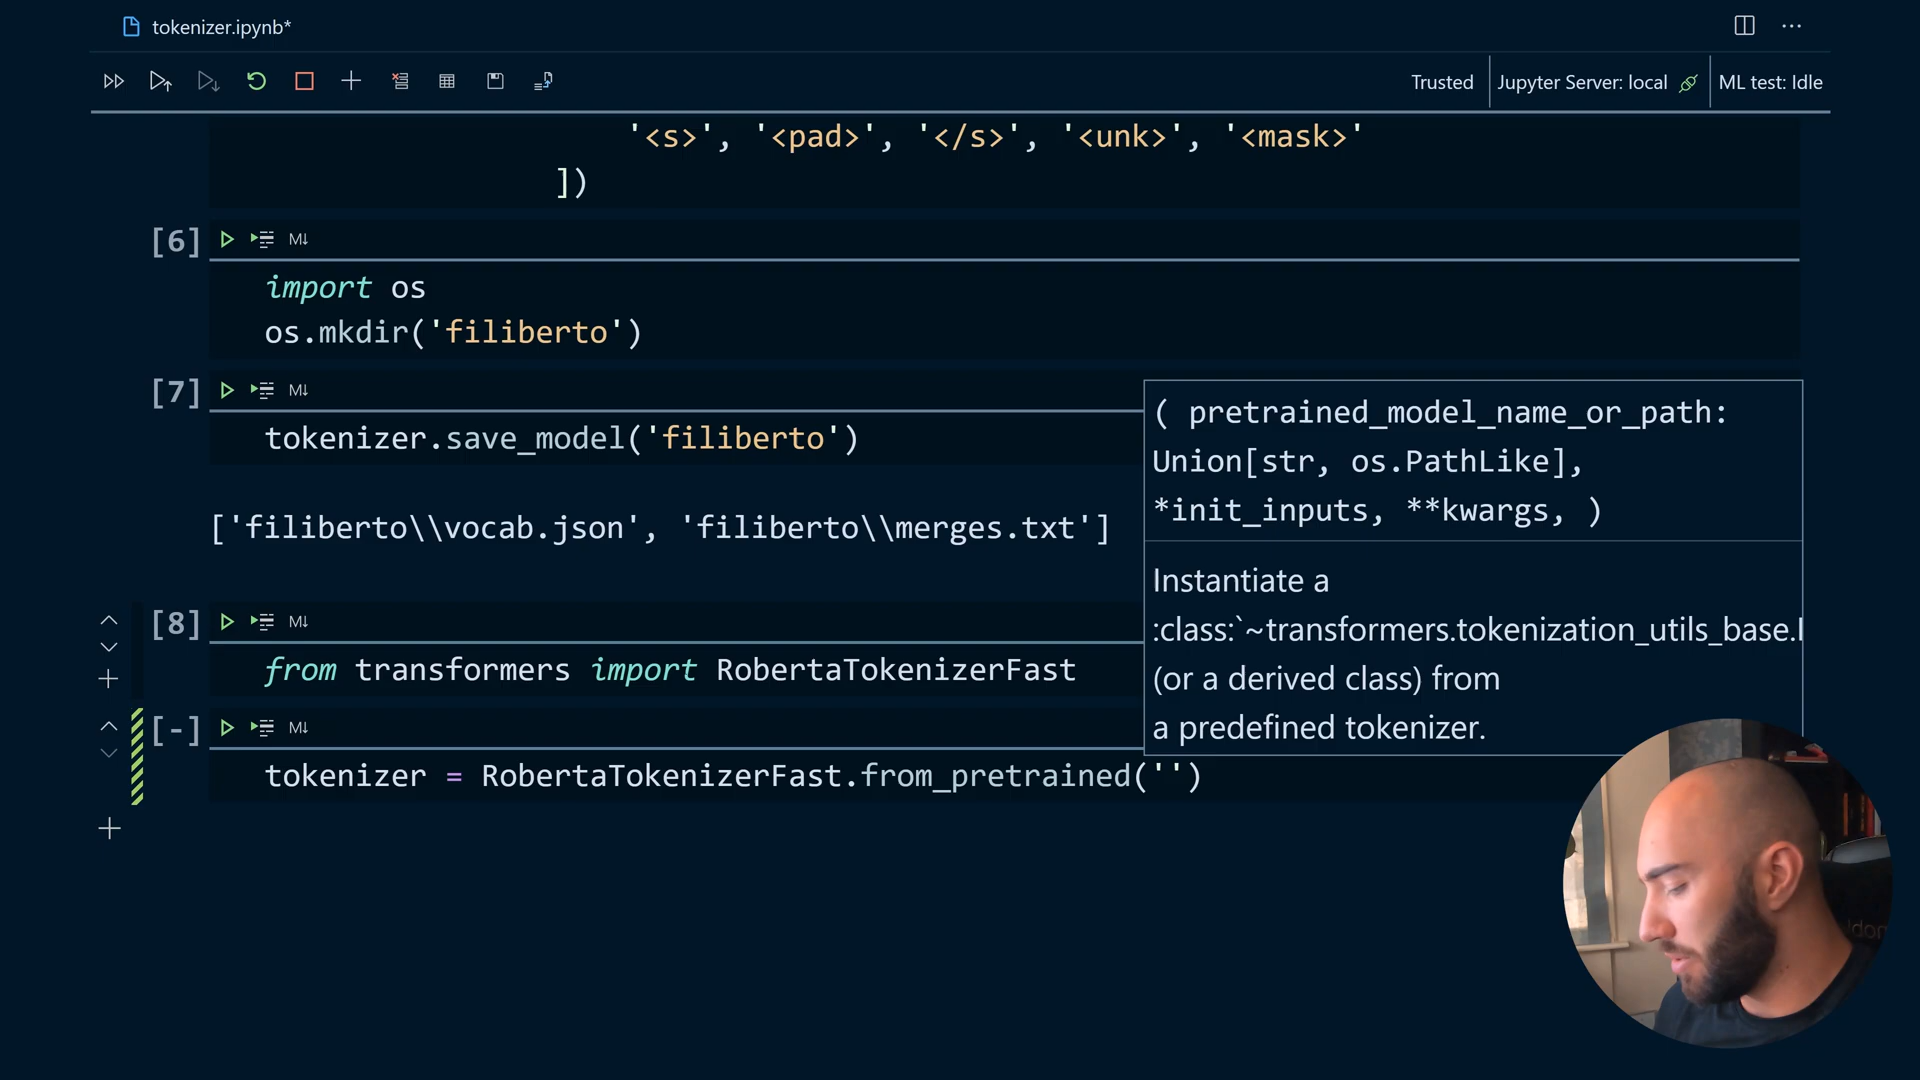 tokenizer.ipynb*
Trusted
Jupyter Server: local
ML test: Idle
'<s>', '<pad>', '</s>', '<unk>', '<mask>'
])
[6]
M↓
import os
os.mkdir('filiberto')
[7]
M↓
tokenizer.save_model('filiberto')
['filiberto\\vocab.json', 'filiberto\\merges.txt']
( pretrained_model_name_or_path:
Union[str, os.PathLike],
*init_inputs, **kwargs, )
Instantiate a
:class:`~transformers.tokenization_utils_base.
(or a derived class) from
a predefined tokenizer.
[8]
M↓
from transformers import RobertaTokenizerFast
[-]
M↓
tokenizer = RobertaTokenizerFast.from_pretrained('')